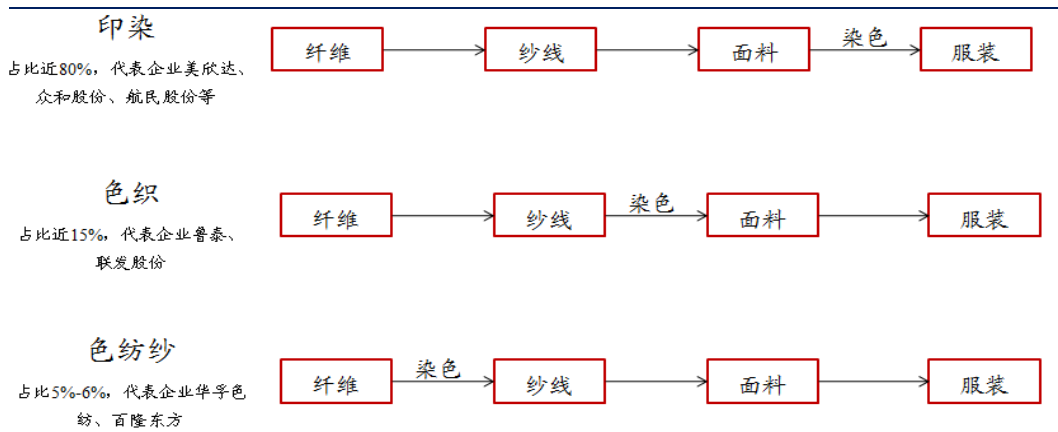 印染
占比近80%，代表企业美欣达、
众和股份、航民股份等
纤维
纱线
面料
染色
服装
色织
占比近15%，代表企业鲁泰、
联发股份
纤维
纱线
染色
面料
服装
色纺纱
占比5%-6%，代表企业华孚色
纺、百隆东方
纤维
染色
纱线
面料
服装